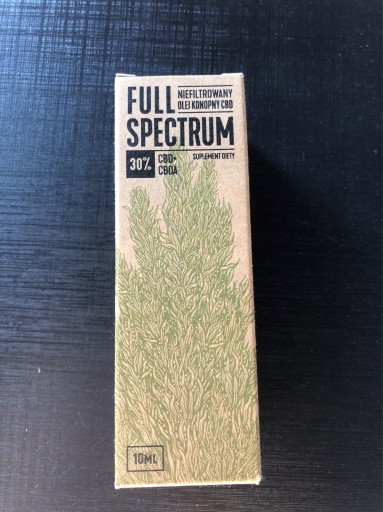 FULL
NIEFILTROWANY
OLEJ KONOPNY CBD
SPECTRUM
30%
CBD+
CBDA
SUPLEMENT DIETY
10ML